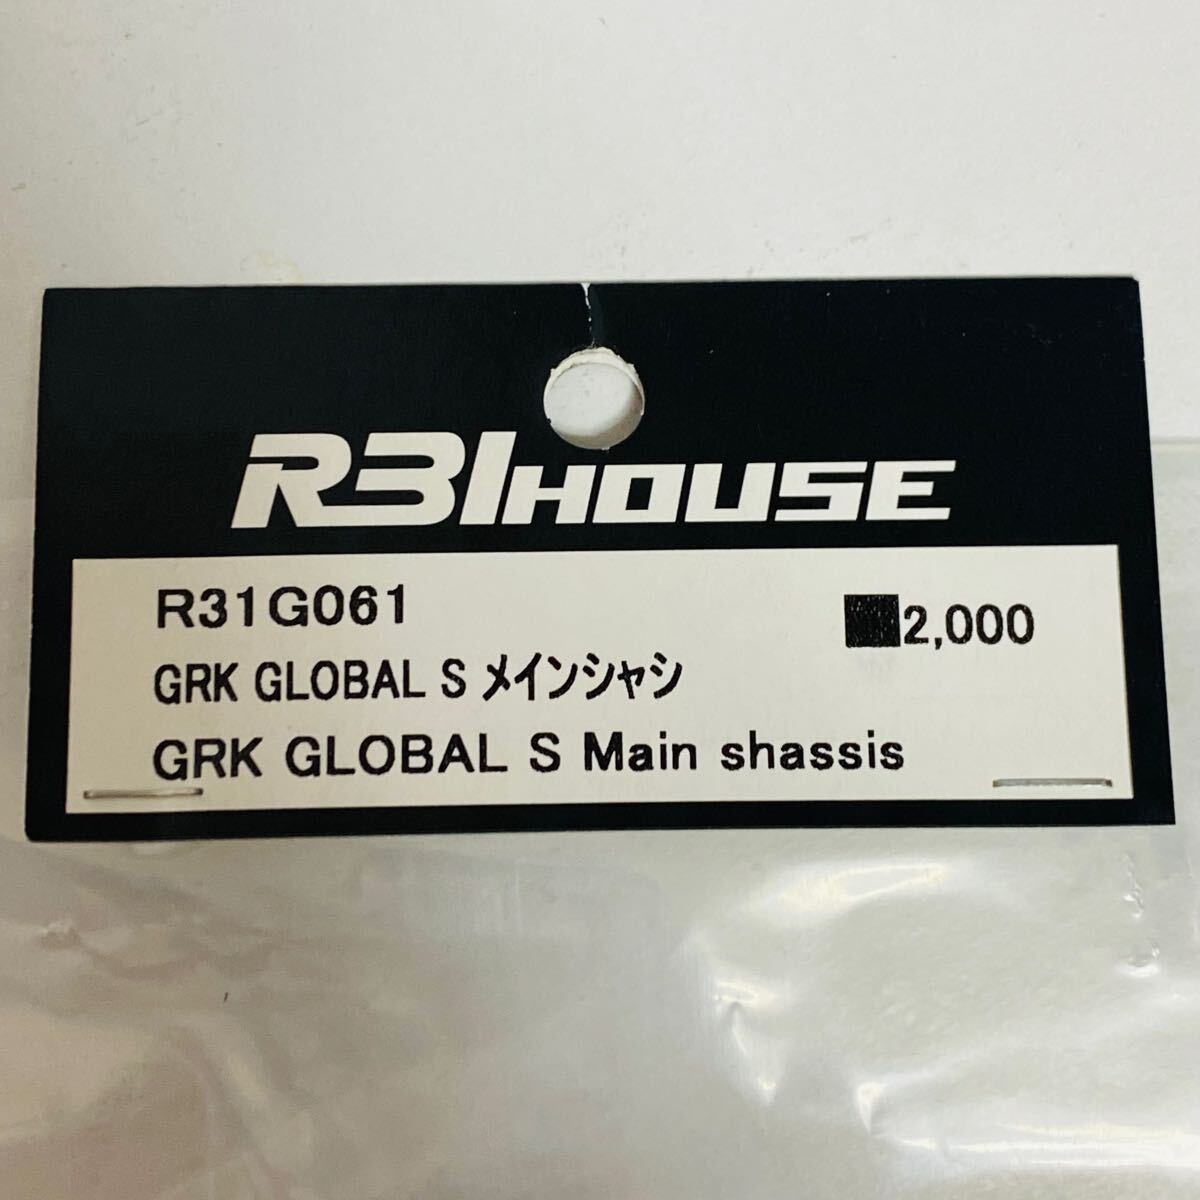 R31HOUSE
R31G061
■2,000
GRK GLOBAL S メインシャシ
GRK GLOBAL S Main shassis